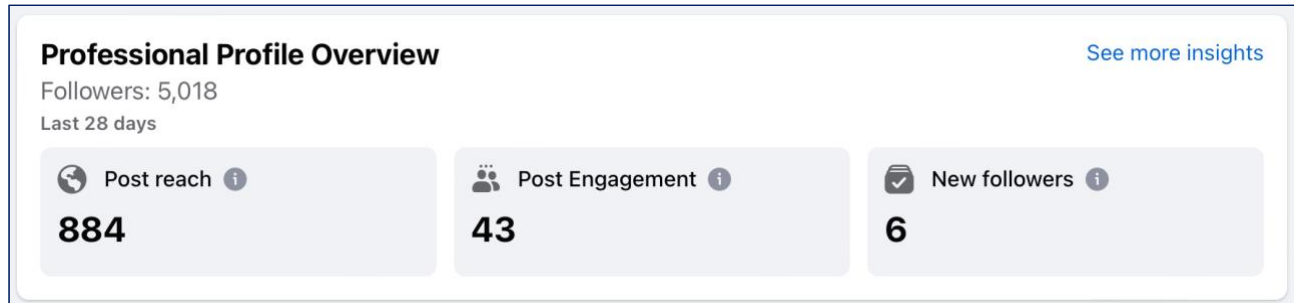 Professional Profile Overview
See more insights
Followers: 5,018
Last 28 days
Post reach
Post Engagement
New followers
884
43
6